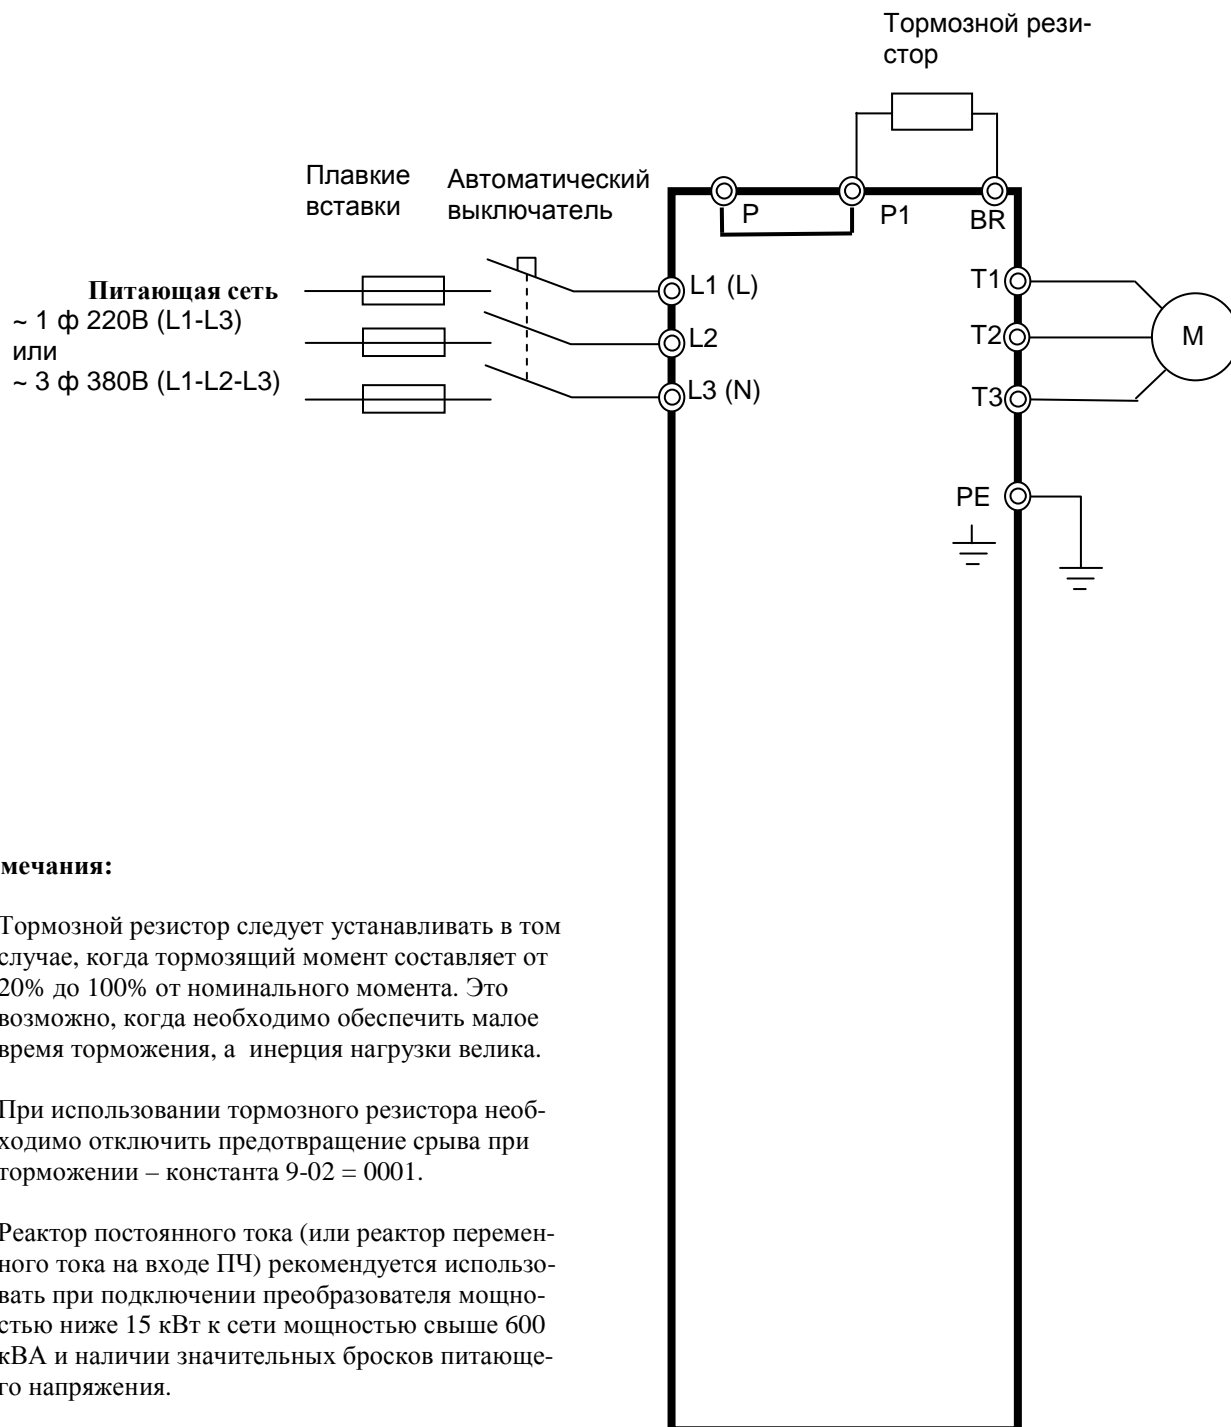 Тормозной рези-
стор
Плавкие
вставки
Автоматический
выключатель
P
P1
BR
Питающая сеть
~ 1 ф 220В (L1-L3)
или
~ 3 ф 380В (L1-L2-L3)
L1 (L)
L2
L3 (N)
T1
T2
T3
M
PE
мечания:
Тормозной резистор следует устанавливать в том
случае, когда тормозящий момент составляет от
20% до 100% от номинального момента. Это
возможно, когда необходимо обеспечить малое
время торможения, а  инерция нагрузки велика.
При использовании тормозного резистора необ-
ходимо отключить предотвращение срыва при
торможении – константа 9-02 = 0001.
Реактор постоянного тока (или реактор перемен-
ного тока на входе ПЧ) рекомендуется использо-
вать при подключении преобразователя мощно-
стью ниже 15 кВт к сети мощностью свыше 600
кВА и наличии значительных бросков питающе-
го напряжения.